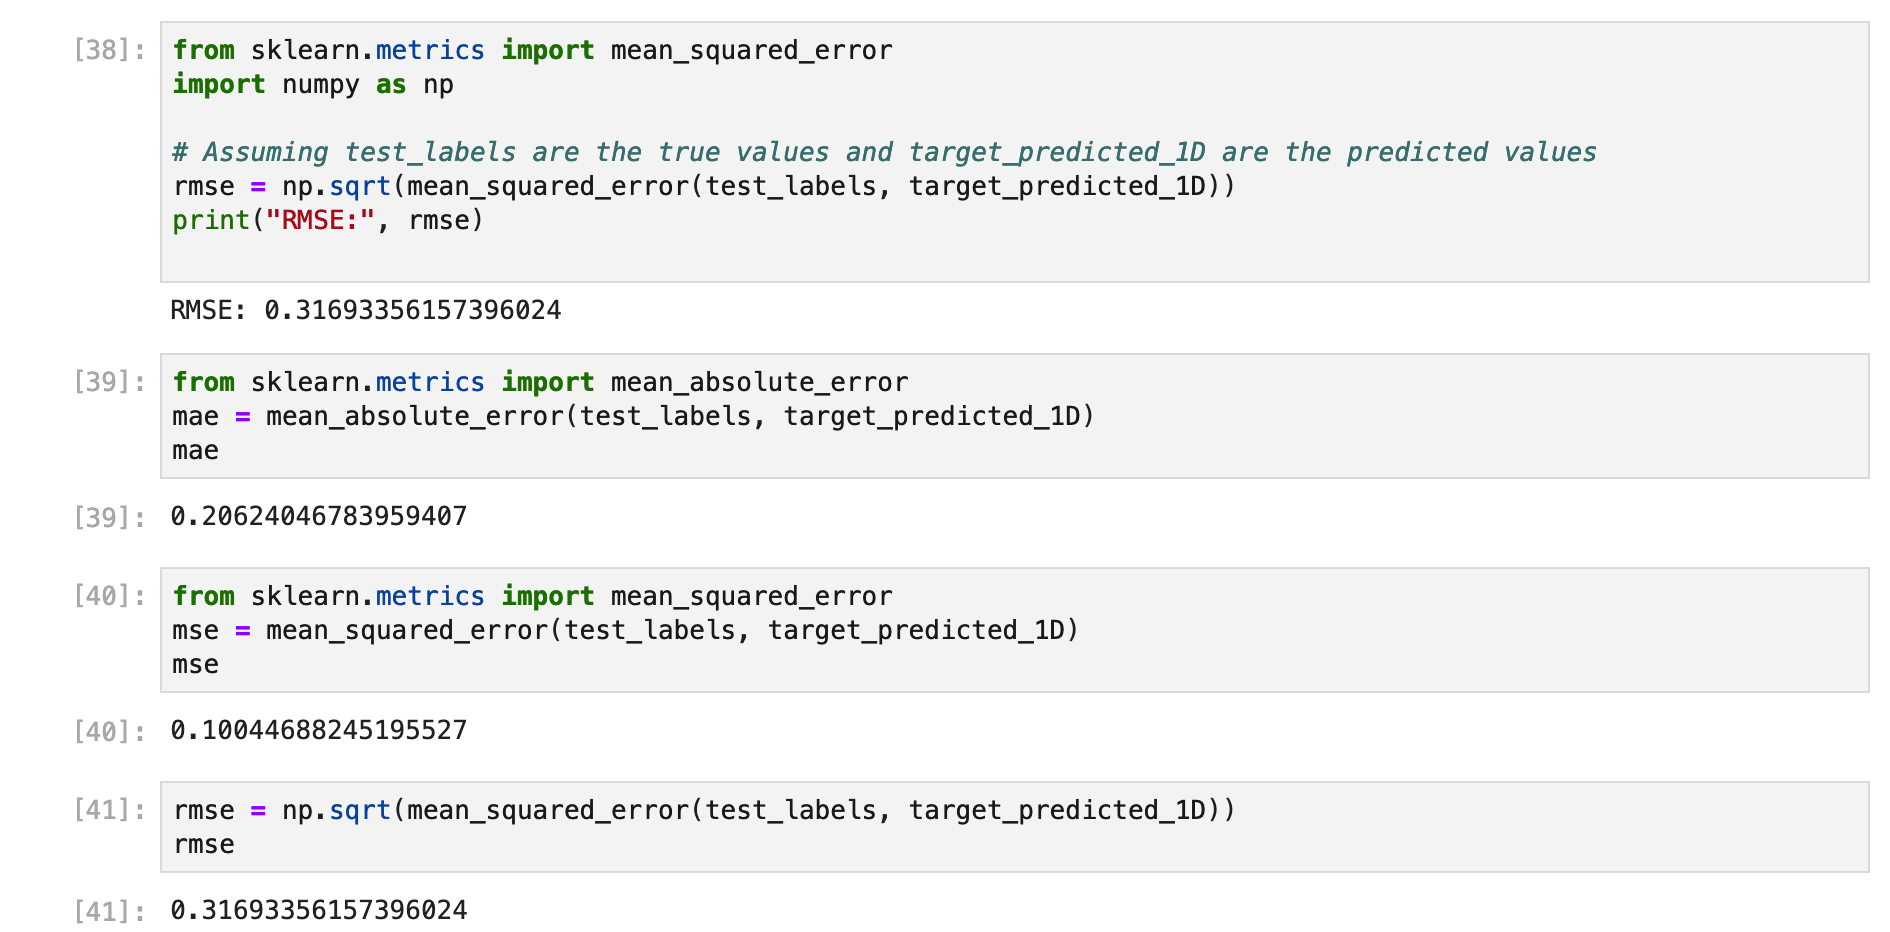 [38]: from sklearn.metrics import mean_squared_error
import numpy as np
# Assuming test_labels are the true values and target_predicted_1D are the predicted values
rmse = np.sqrt(mean_squared_error(test_labels, target_predicted_1D))
print("RMSE:", rmse)
RMSE: 0.31693356157396024
[39]: from sklearn.metrics import mean_absolute_error
mae = mean_absolute_error(test_labels, target_predicted_1D)
mae
[39]: 0.20624046783959407
[40]: from sklearn.metrics import mean_squared_error
mse = mean_squared_error(test_labels, target_predicted_1D)
mse
[40]: 0.10044688245195527
[41]: rmse = np.sqrt(mean_squared_error(test_labels, target_predicted_1D))
rmse
[41]: 0.31693356157396024